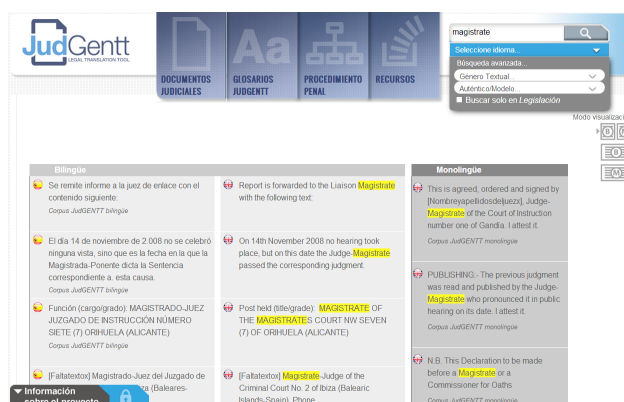 JudGentt
LEGAL TRANSLATION TOOL
DOCUMENTOS
JUDICIALES
Aa
GLOSARIOS
JUDGENTT
PROCEDIMIENTO
PENAL
RECURSOS
magistrate
Seleccione idioma...
Búsqueda avanzada...
Género Textual...
Auténtico/Modelo...
Buscar solo en Legislación
Modo visualizaci
B
B
M
Bilingüe
Se remite informe a la juez de enlace con el
contenido siguiente:
Corpus JudGENTT bilingüe
Report is forwarded to the Liaison Magistrate
with the following text:
El día 14 de noviembre de 2.008 no se celebró
ninguna vista, sino que es la fecha en la que la
Magistrada-Ponente dicta la Sentencia
correspondiente a. esta causa.
Corpus JudGENTT bilingüe
On 14th November 2008 no hearing took
place, but on this date the Judge-Magistrate
passed the corresponding judgment.
Función (cargo/grado): MAGISTRADO-JUEZ
JUZGADO DE INSTRUCCIÓN NÚMERO
SIETE (7) ORIHUELA (ALICANTE)
Corpus JudGENTT bilingüe
Post held (title/grade): MAGISTRATE OF
THE MAGISTRATES COURT NW SEVEN
(7) OF ORIHUELA (ALICANTE)
[Faltatextox] Magistrado-Juez del Juzgado de
iza (Baleares-
[Faltatextox] Magistrate-Judge of the
Criminal Court No. 2 of Ibiza (Balearic
Islands-Spain). Phone
Monolingüe
This is agreed, ordered and signed by
[Nombreyapellidosdeljuezx], Judge-
Magistrate of the Court of Instruction
number one of Gandia. I attest it.
Corpus JudGENTT monolingüe
PUBLISHING:- The previous judgment
was read and published by the Judge-
Magistrate who pronounced it in public
hearing on its date. I attest it.
Corpus JudGENTT monolingüe
N.B. This Declaration to be made
before a Magistrate or a
Commissioner for Oaths
Corpus JudGENTT monolingüe
Información
sobre el proyecto